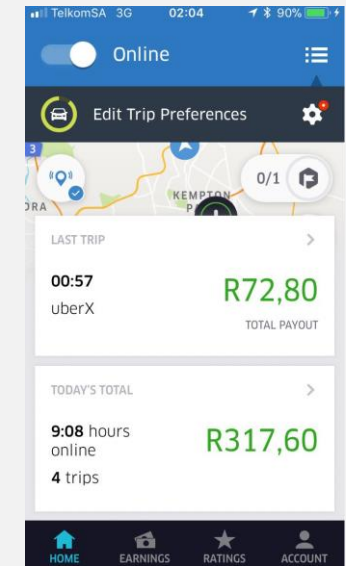 TelkomSA 3G 02:04 90%
Online
Edit Trip Preferences
3
0/1
KEMPTON
LAST TRIP
00:57
uberX
R72,80
TOTAL PAYOUT
TODAY'S TOTAL
9:08 hours
online
4 trips
R317,60
HOME EARNINGS RATINGS ACCOUNT